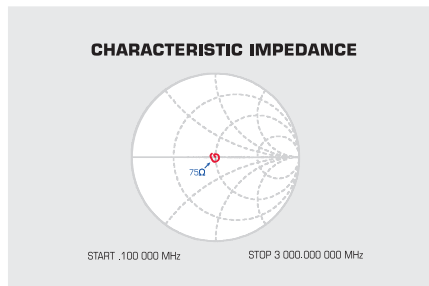 CHARACTERISTIC IMPEDANCE
75Ω
START .100 000 MHz
STOP 3 000.000 000 MHz